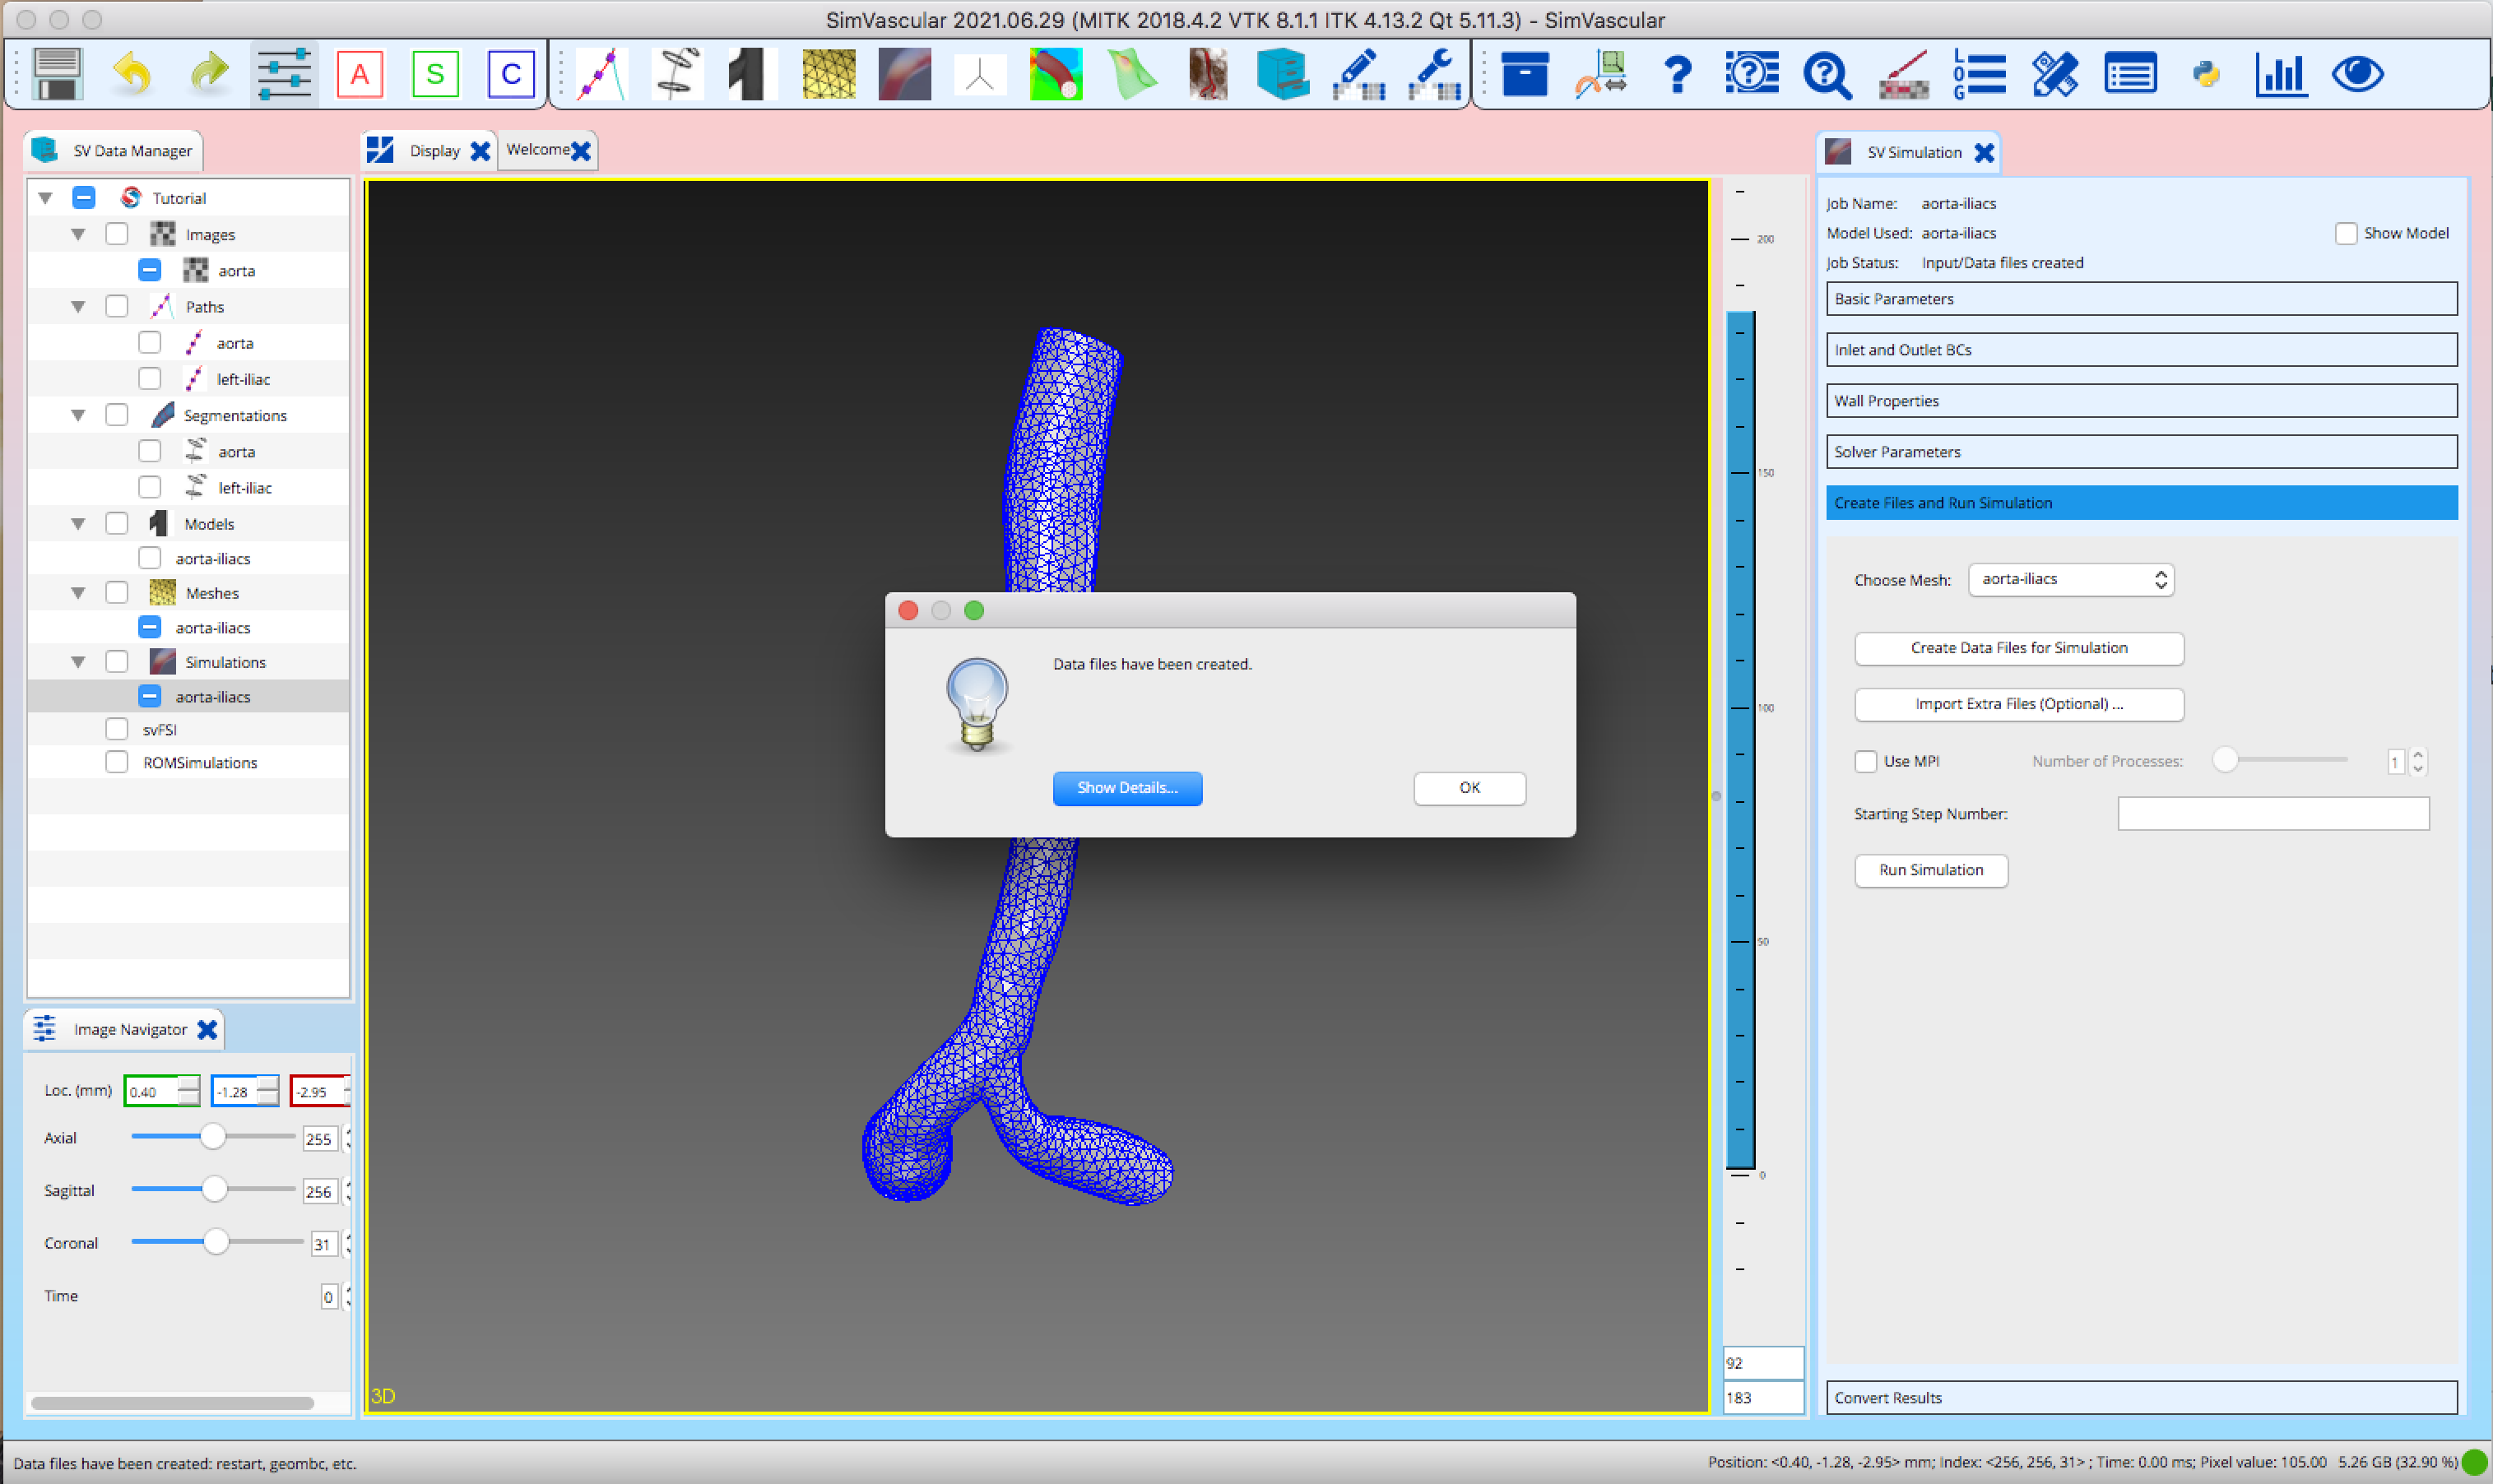 SimVascular 2021.06.29 (MITK 2018.4.2 VTK 8.1.1 ITK 4.13.2 Qt 5.11.3) - SimVascular
A S C
LOG
SV Data Manager
Tutorial
Images
aorta
Paths
aorta
left-iliac
Segmentations
aorta
left-iliac
Models
aorta-iliacs
Meshes
aorta-iliacs
Simulations
aorta-iliacs
svFSI
ROMSimulations
Image Navigator
Loc. (mm) 0.40 -1.28 -2.95
Axial 255
Sagittal 256
Coronal 31
Time 0
Display Welcome
Data files have been created.
Show Details... OK
3D
200
150
100
50
0
92
183
SV Simulation
Job Name: aorta-iliacs
Model Used: aorta-iliacs Show Model
Job Status: Input/Data files created
Basic Parameters
Inlet and Outlet BCs
Wall Properties
Solver Parameters
Create Files and Run Simulation
Choose Mesh: aorta-iliacs
Create Data Files for Simulation
Import Extra Files (Optional) ...
Use MPI Number of Processes: 1
Starting Step Number:
Run Simulation
Convert Results
Data files have been created: restart, geombc, etc.
Position: <0.40, -1.28, -2.95> mm; Index: <256, 256, 31> ; Time: 0.00 ms; Pixel value: 105.00 5.26 GB (32.90 %)